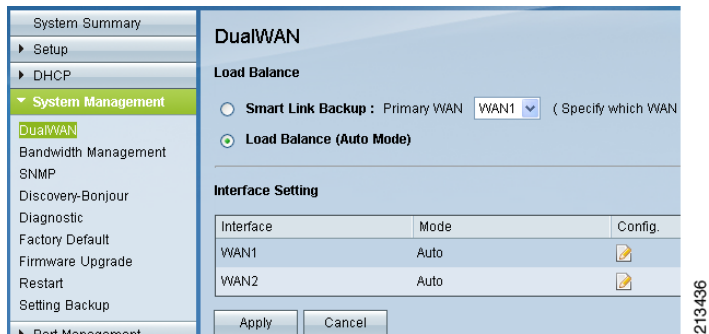 System Summary
Setup
DHCP
System Management
DualWAN
Bandwidth Management
SNMP
Discovery-Bonjour
Diagnostic
Factory Default
Firmware Upgrade
Restart
Setting Backup
Port Management
DualWAN
Load Balance
Smart Link Backup : Primary WAN WAN1 ( Specify which WAN
Load Balance (Auto Mode)
Interface Setting
Interface Mode Config.
WAN1 Auto
WAN2 Auto
Apply Cancel
213436